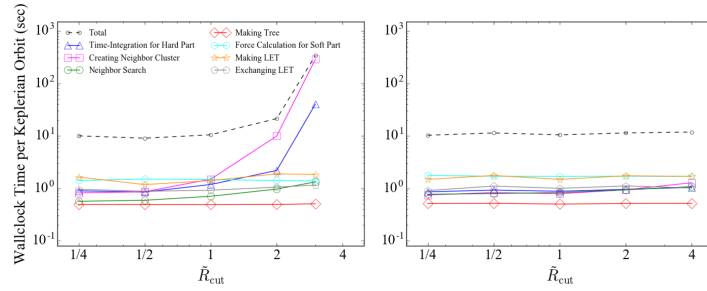 Wallclock Time per Keplerian Orbit (sec)
10³
10²
10¹
10⁰
10⁻¹
Total
Time-Integration for Hard Part
Creating Neighbor Cluster
Neighbor Search
Making Tree
Force Calculation for Soft Part
Making LET
Exchanging LET
1/4 1/2 1 2 4
R̃cut
10³
10²
10¹
10⁰
10⁻¹
1/4 1/2 1 2 4
R̃cut